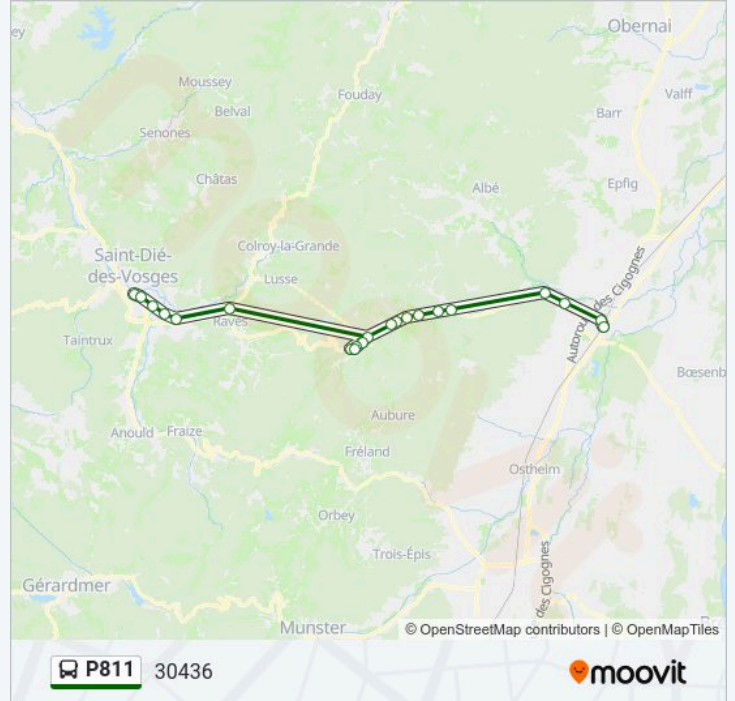 ey
Obernai
Moussey
Fouday
Valff
Belval
Barr
Senones
Châtas
Albé
Epfig
Saint-Dié-
des-Vosges
Colroy-la-Grande
Lusse
Autorou
des Cigognes
Raves
Taintrux
Bœsenb
Aubure
Anould
Fraize
Fréland
Ostheim
Orbey
Trois-Épis
des Cigognes
Gérardmer
Munster
© OpenStreetMap contributors | © OpenMapTiles
P811 30436 moovit